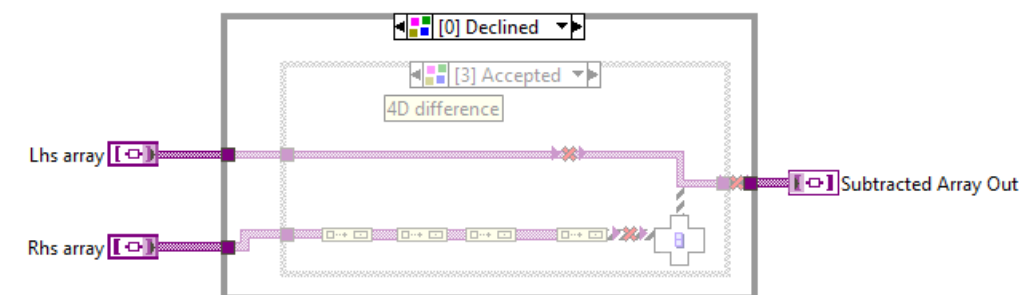 [0] Declined
[3] Accepted
4D difference
Lhs array
Subtracted Array Out
Rhs array